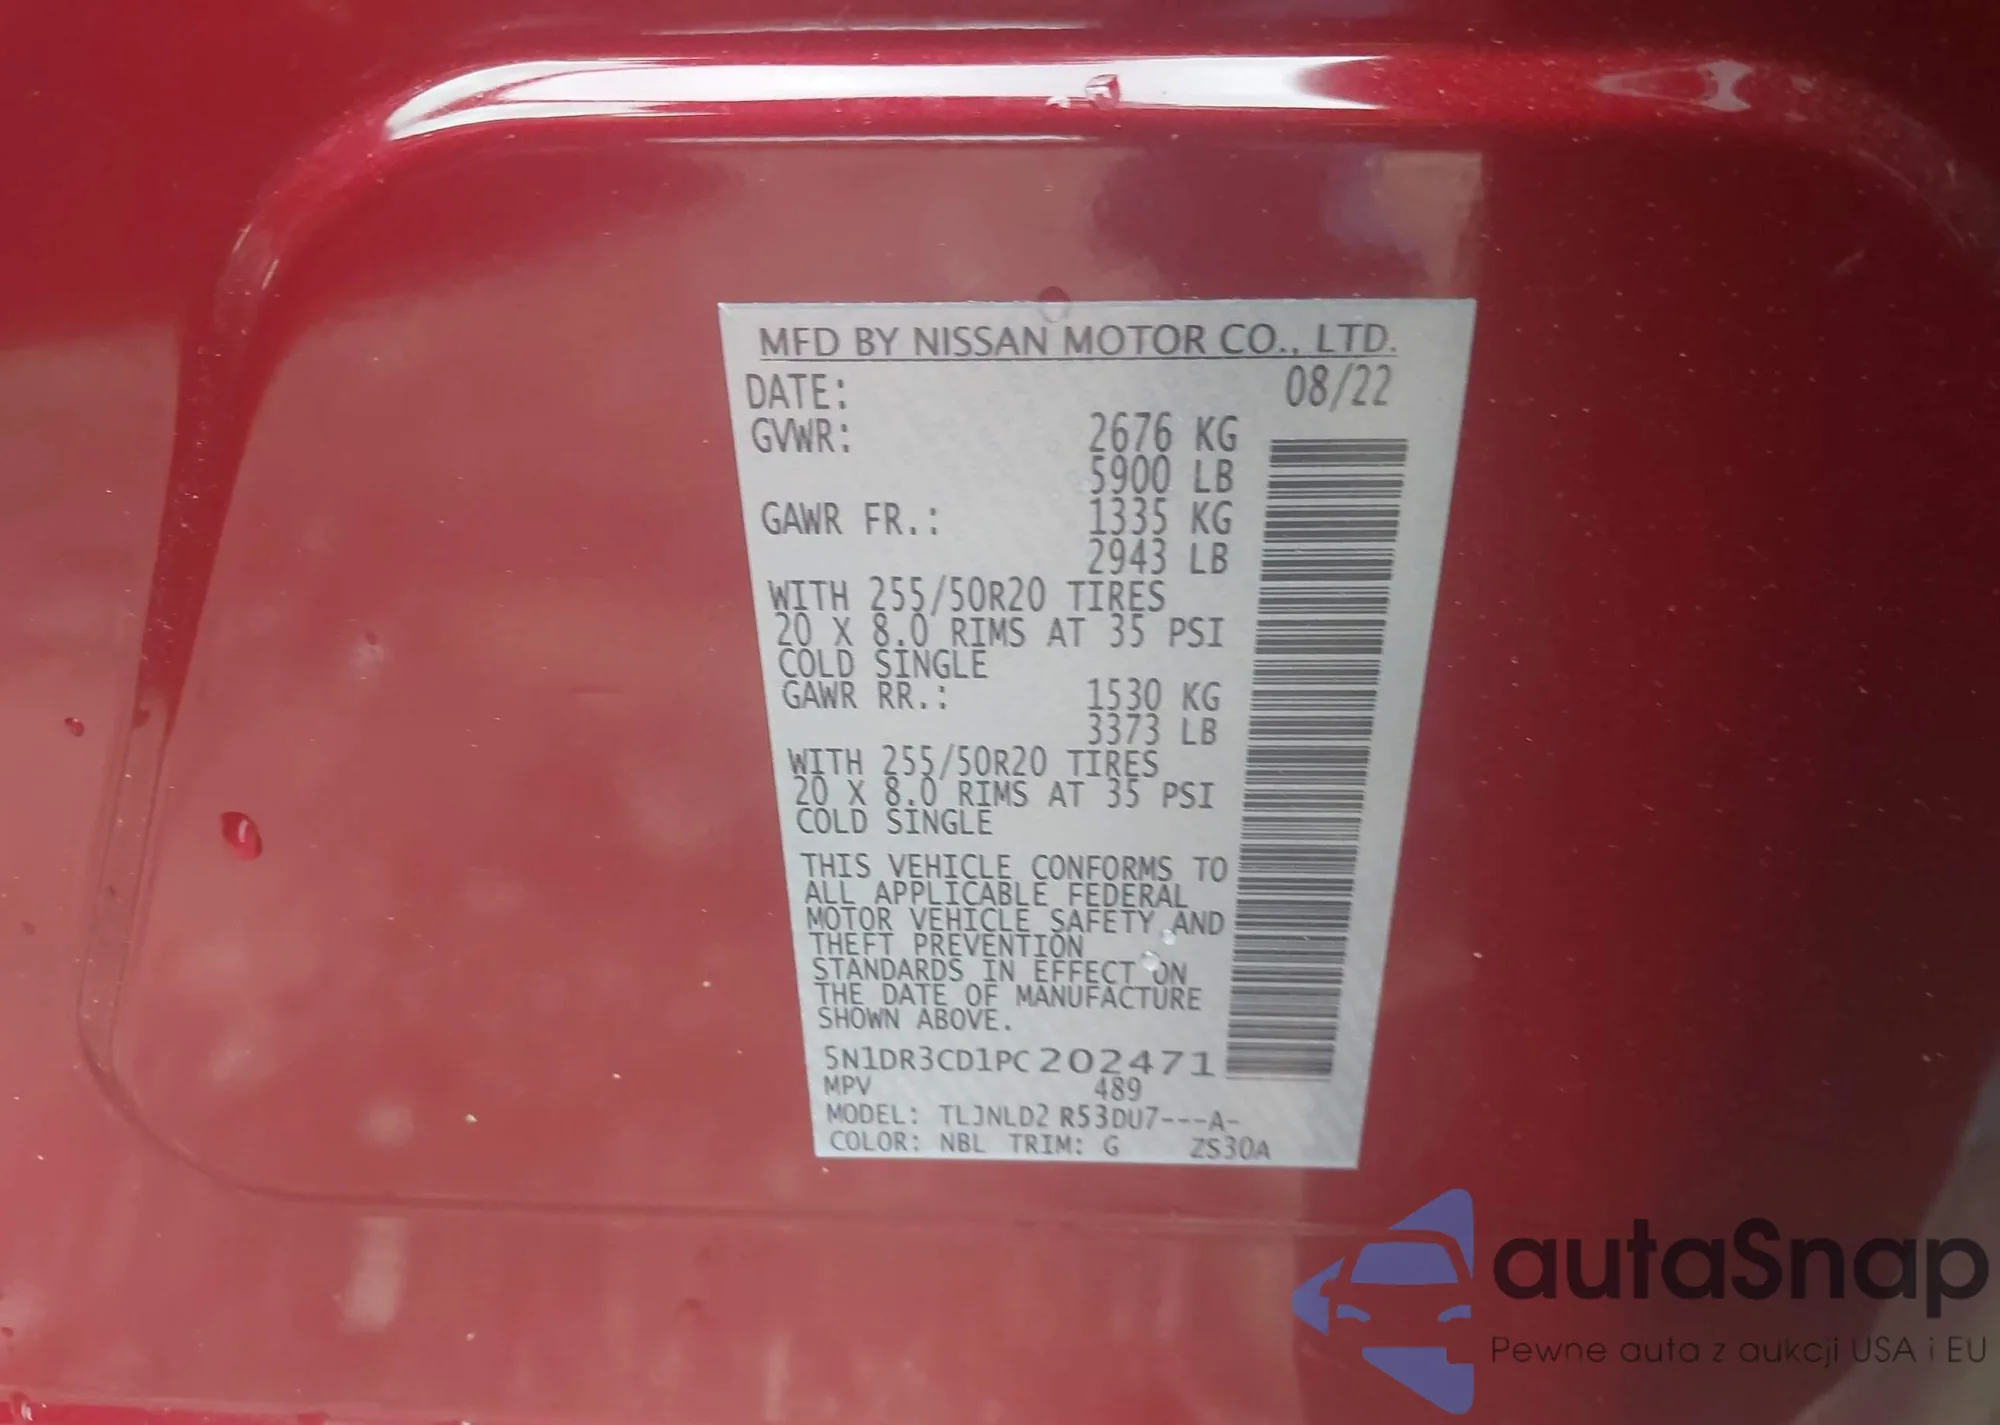 MFD BY NISSAN MOTOR CO., LTD.
DATE: 08/22
GVWR: 2676 KG
5900 LB
GAWR FR.: 1335 KG
2943 LB
WITH 255/50R20 TIRES
20 X 8.0 RIMS AT 35 PSI
COLD SINGLE
GAWR RR.: 1530 KG
3373 LB
WITH 255/50R20 TIRES
20 X 8.0 RIMS AT 35 PSI
COLD SINGLE
THIS VEHICLE CONFORMS TO
ALL APPLICABLE FEDERAL
MOTOR VEHICLE SAFETY AND
THEFT PREVENTION
STANDARDS IN EFFECT ON
THE DATE OF MANUFACTURE
SHOWN ABOVE.
5N1DR3CD1PC202471
MPV 489
MODEL: TLJNLD2 R53DU7---A-
COLOR: NBL TRIM: G ZS30A
autaSnap
Pewne auta z aukcji USA i EU